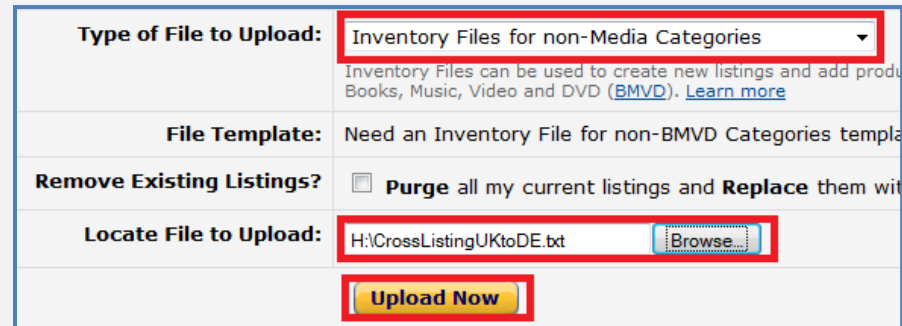 Type of File to Upload: Inventory Files for non-Media Categories
Inventory Files can be used to create new listings and add produ
Books, Music, Video and DVD (BMVD). Learn more
File Template: Need an Inventory File for non-BMVD Categories templa
Remove Existing Listings? Purge all my current listings and Replace them wit
Locate File to Upload: H:\CrossListingUKtoDE.txt Browse...
Upload Now